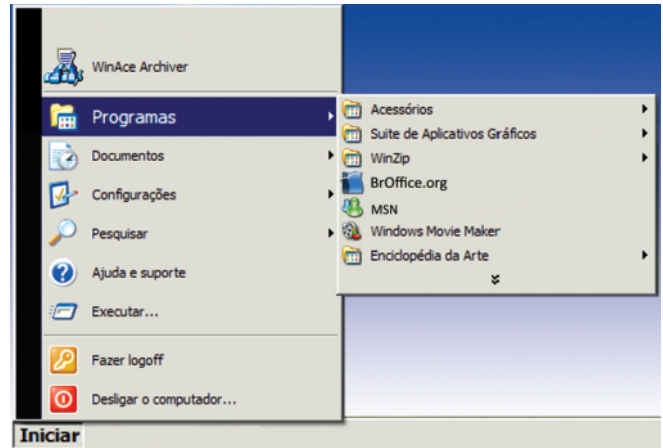 WinAce Archiver
Programas
Documentos
Configurações
Pesquisar
Ajuda e suporte
Executar...
Fazer logoff
Desligar o computador...
Iniciar
Acessórios
Suite de Aplicativos Gráficos
WinZip
BrOffice.org
MSN
Windows Movie Maker
Enciclopédia da Arte